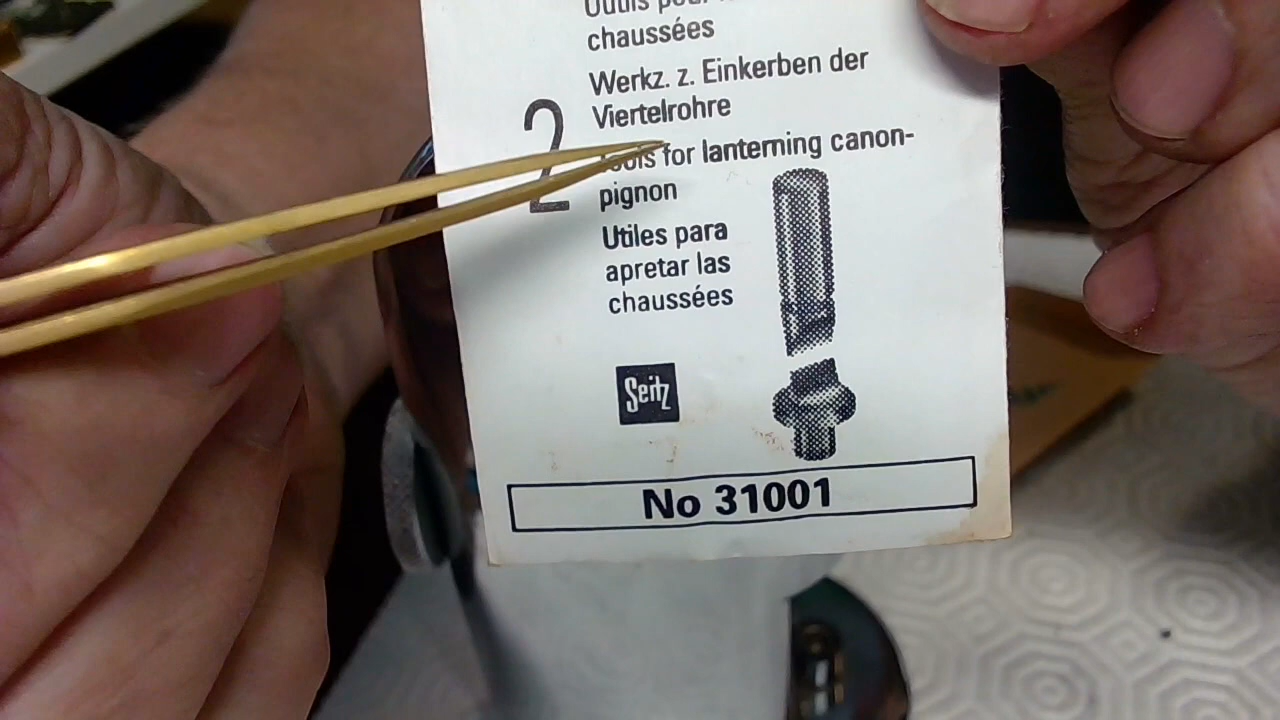 chaussées
Werkz. z. Einkerben der
Viertelrohre
2
tools for lanterning canon-
pignon
Utiles para
apretar las
chaussées
Seitz
No 31001